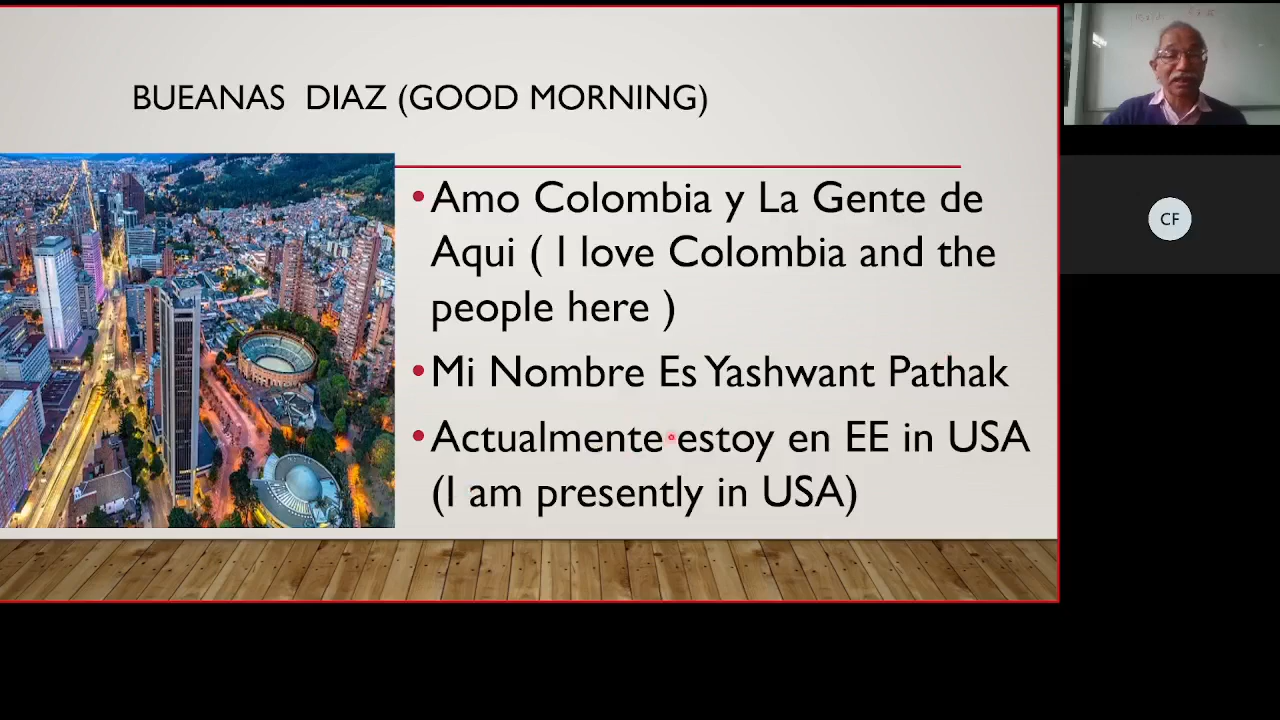 BUEANAS DIAZ (GOOD MORNING)
•Amo Colombia y La Gente de
Aqui ( I love Colombia and the
people here )
•Mi Nombre Es Yashwant Pathak
•Actualmente estoy en EE in USA
(I am presently in USA)
CF